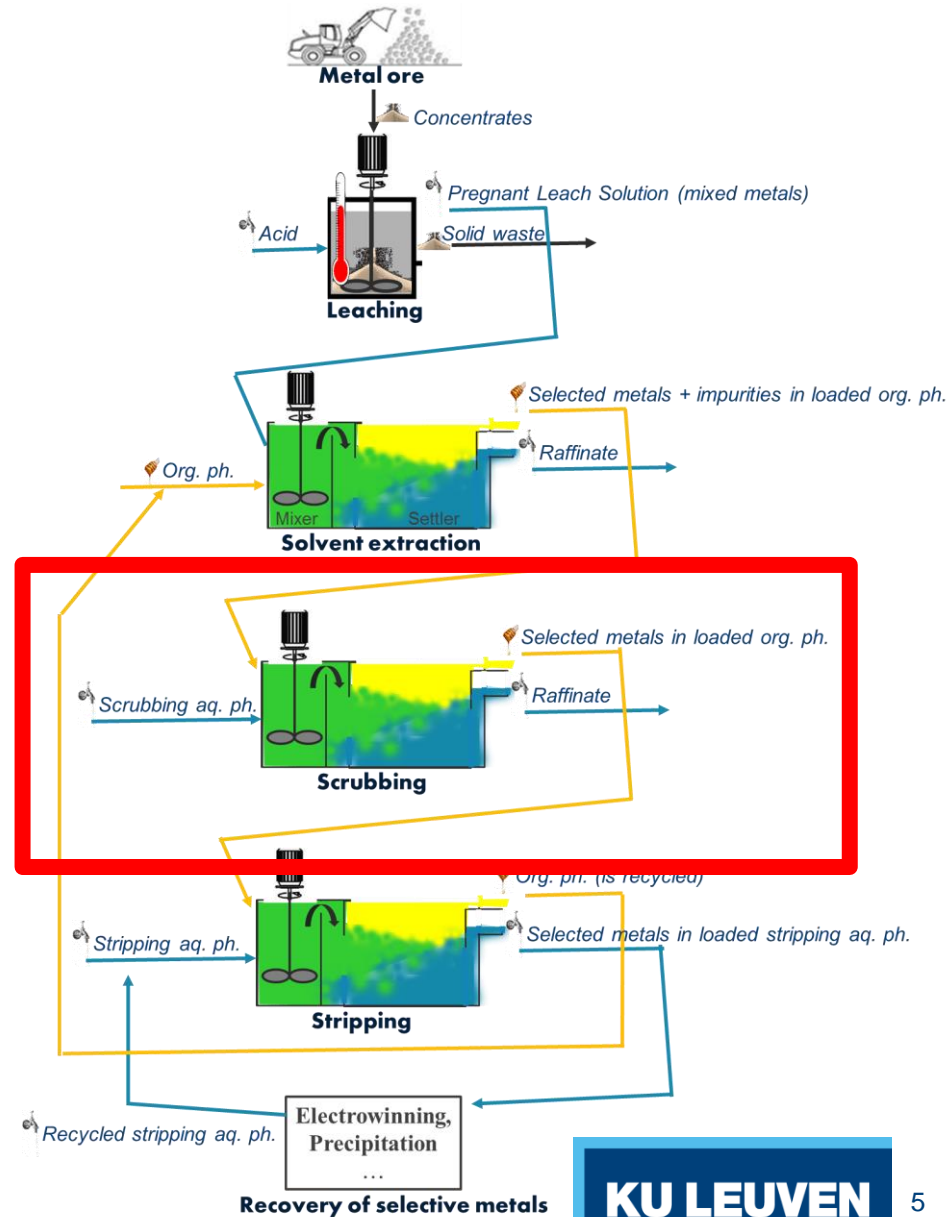 Metal ore
Concentrates
Pregnant Leach Solution (mixed metals)
Acid
Solid waste
Leaching
Selected metals + impurities in loaded org. ph.
Raffinate
Org. ph.
Mixer
Settler
Solvent extraction
Selected metals in loaded org. ph.
Scrubbing aq. ph.
Raffinate
Scrubbing
Org. ph. (is recycled)
Stripping aq. ph.
Selected metals in loaded stripping aq. ph.
Stripping
Electrowinning,
Precipitation
...
Recycled stripping aq. ph.
Recovery of selective metals
KU LEUVEN
5